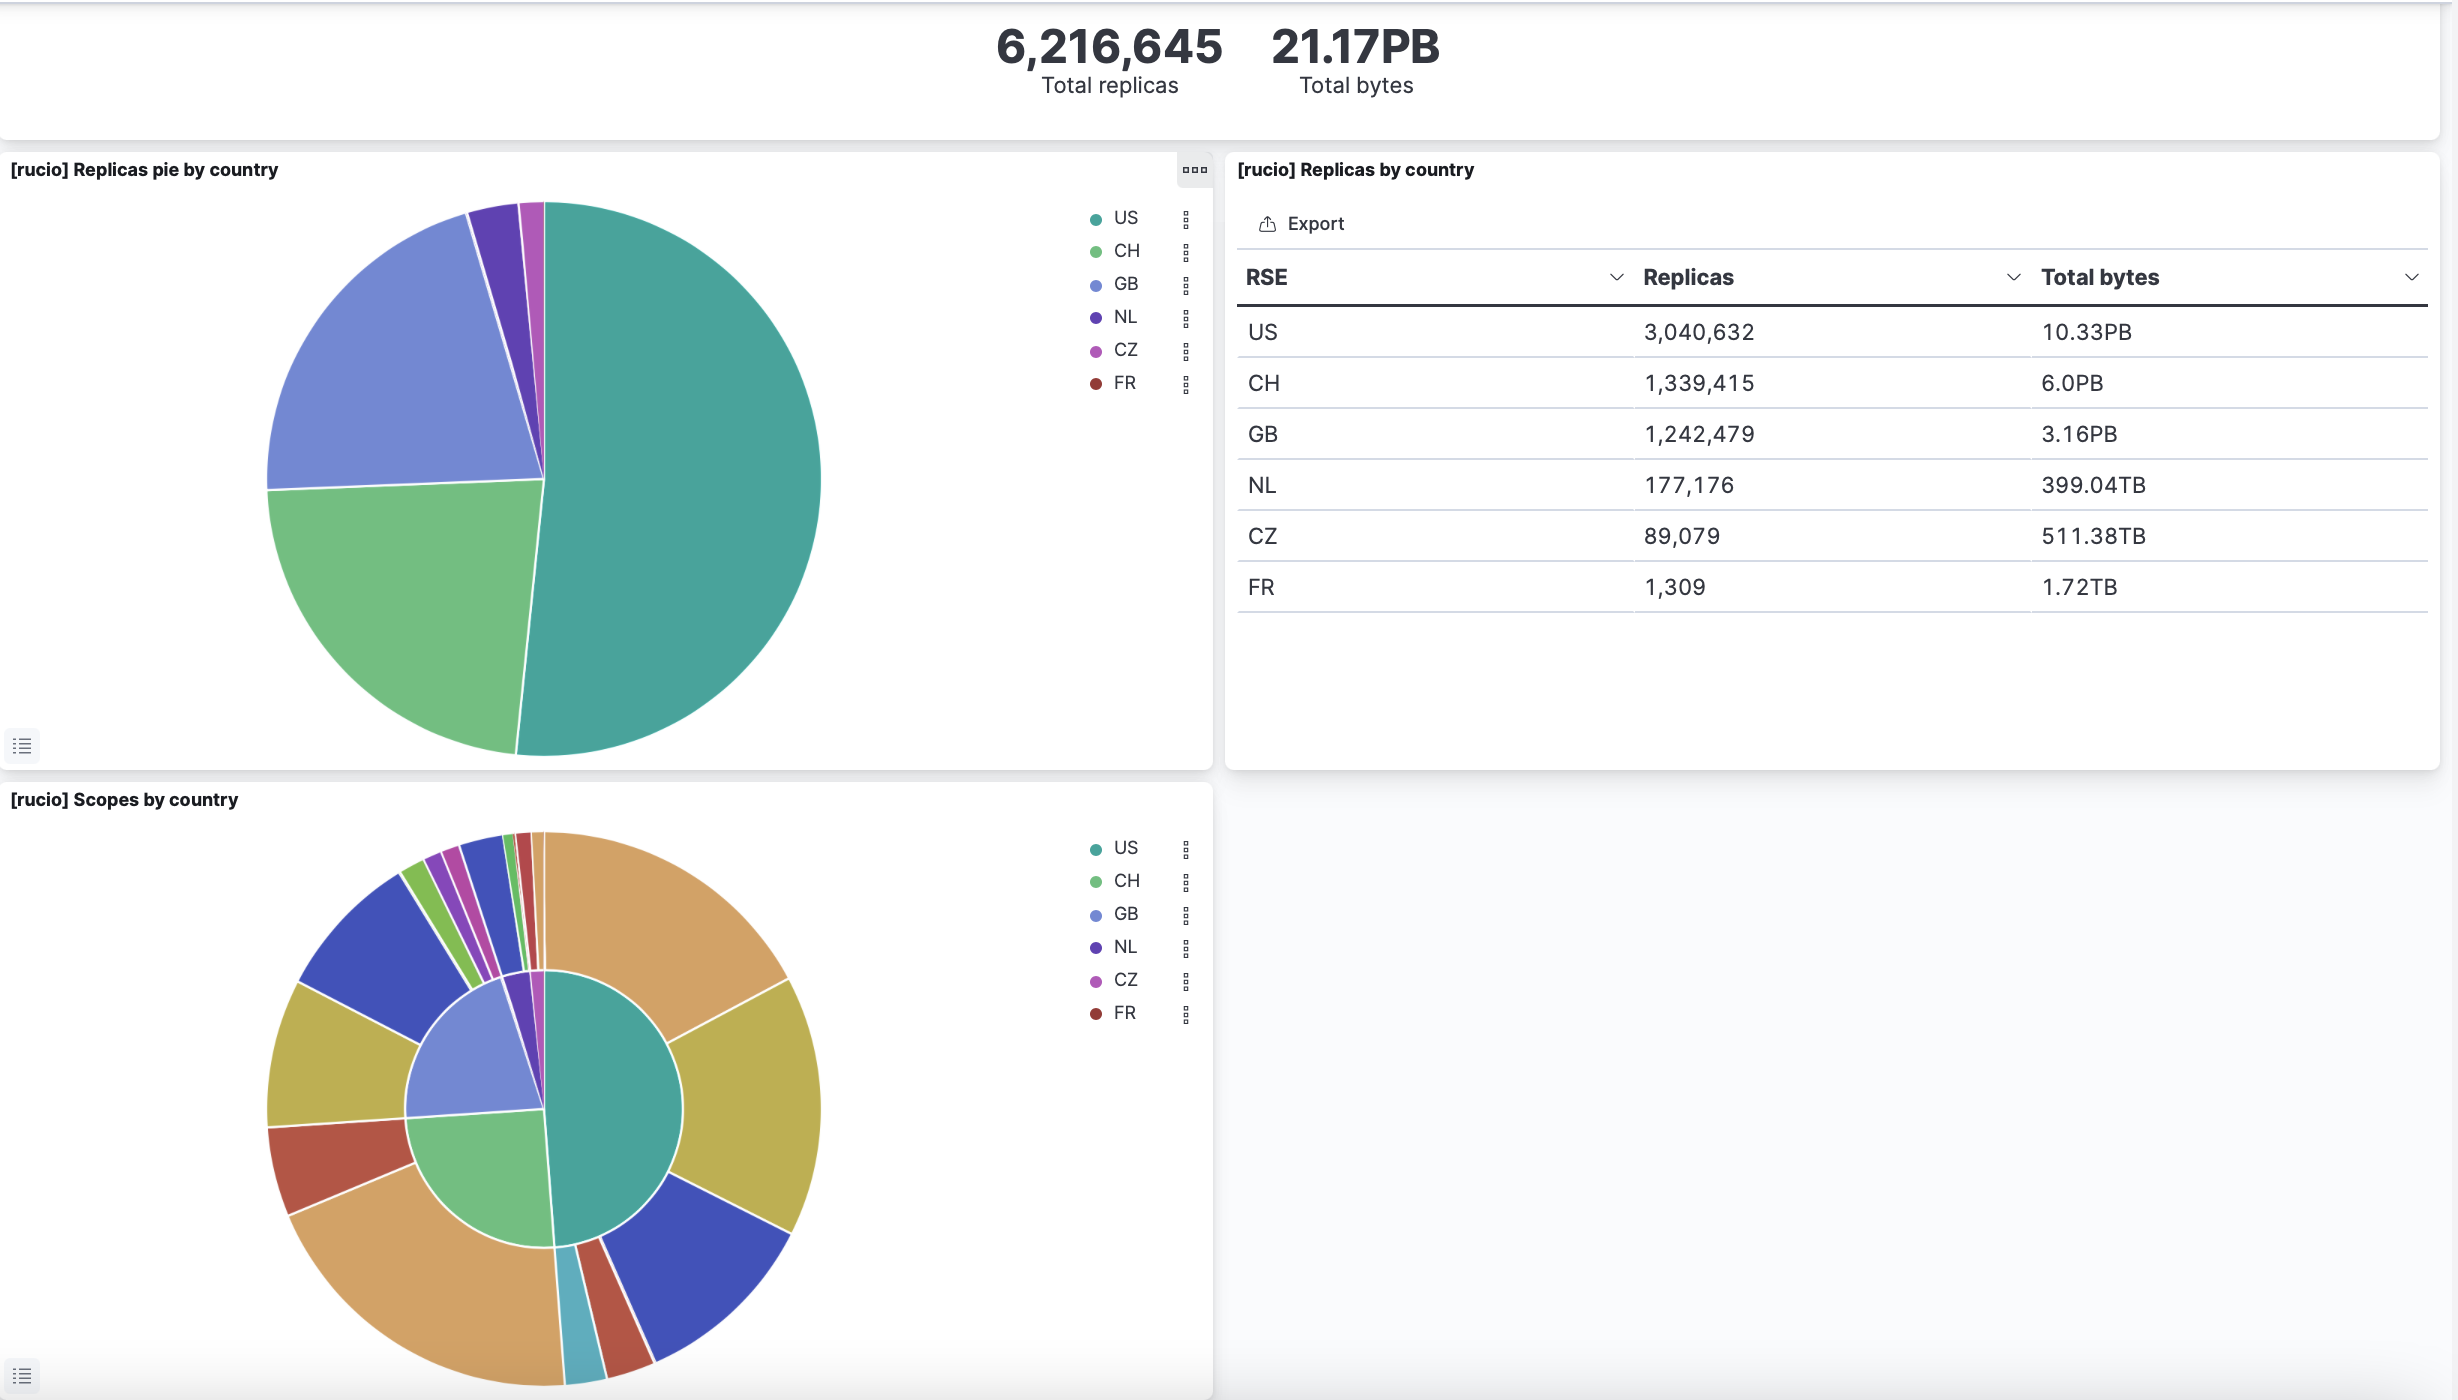 6,216,645 21.17PB
Total replicas Total bytes
[rucio] Replicas pie by country
US
CH
GB
NL
CZ
FR
[rucio] Replicas by country
Export
RSE Replicas Total bytes
US 3,040,632 10.33PB
CH 1,339,415 6.0PB
GB 1,242,479 3.16PB
NL 177,176 399.04TB
CZ 89,079 511.38TB
FR 1,309 1.72TB
[rucio] Scopes by country
US
CH
GB
NL
CZ
FR